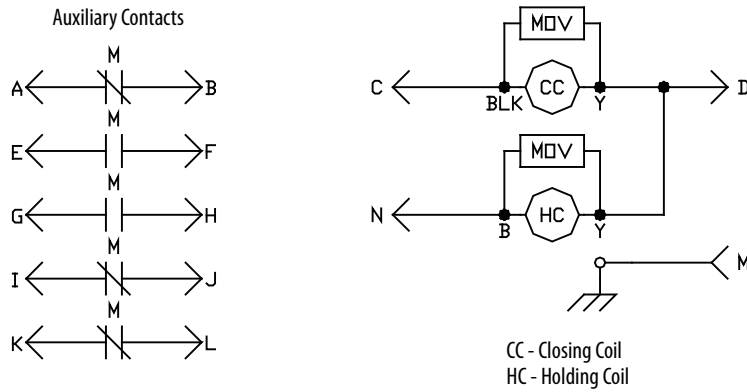 Auxiliary Contacts
M
A B
M
E F
M
G H
M
I J
M
K L
MOV
C CC D
BLK Y
MOV
N HC
B Y
M
CC - Closing Coil
HC - Holding Coil